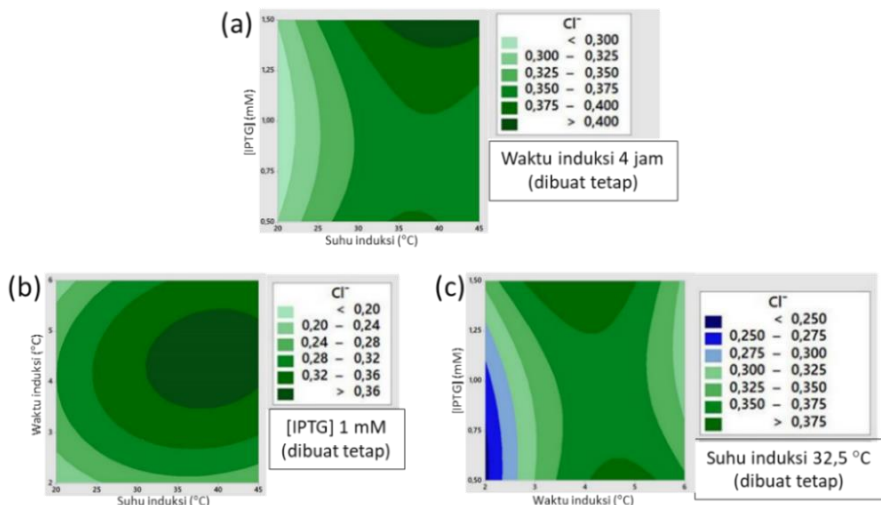 (a)
1,50
1,25
1,00
0,75
0,50
[IPTG] (mM)
20 25 30 35 40 45
Suhu induksi (°C)
Cl⁻
< 0,300
0,300 – 0,325
0,325 – 0,350
0,350 – 0,375
0,375 – 0,400
> 0,400
Waktu induksi 4 jam
(dibuat tetap)
(b)
6
5
4
3
2
Waktu induksi (°C)
20 25 30 35 40 45
Suhu induksi (°C)
Cl⁻
< 0,20
0,20 – 0,24
0,24 – 0,28
0,28 – 0,32
0,32 – 0,36
> 0,36
[IPTG] 1 mM
(dibuat tetap)
(c)
1,50
1,25
1,00
0,75
0,50
[IPTG] (mM)
2 3 4 5 6
Waktu induksi (°C)
Cl⁻
< 0,250
0,250 – 0,275
0,275 – 0,300
0,300 – 0,325
0,325 – 0,350
0,350 – 0,375
> 0,375
Suhu induksi 32,5 °C
(dibuat tetap)